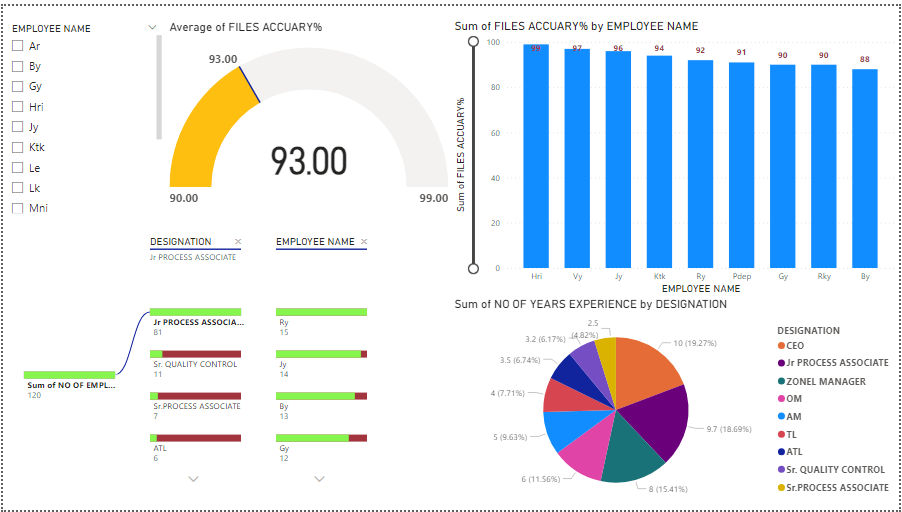 EMPLOYEE NAME
Ar
By
Gy
Hri
Jy
Ktk
Le
Lk
Mni
Average of FILES ACCUARY%
93.00
93.00
90.00
99.00
Sum of FILES ACCUARY% by EMPLOYEE NAME
Sum of FILES ACCUARY%
100
80
60
40
20
0
99
97
96
94
92
91
90
90
88
Hri
Vy
Jy
Ktk
Ry
Pdep
Gy
Rky
By
EMPLOYEE NAME
DESIGNATION ×
Jr PROCESS ASSOCIATE
EMPLOYEE NAME ×
Sum of NO OF EMPL...
120
Jr PROCESS ASSOCIA...
81
Sr. QUALITY CONTROL
11
Sr.PROCESS ASSOCIATE
7
ATL
6
Ry
15
Jy
14
By
13
Gy
12
Sum of NO OF YEARS EXPERIENCE by DESIGNATION
10 (19.27%)
9.7 (18.69%)
8 (15.41%)
6 (11.56%)
5 (9.63%)
4 (7.71%)
3.5 (6.74%)
3.2 (6.17%)
2.5
(4.82%)
DESIGNATION
CEO
Jr PROCESS ASSOCIATE
ZONEL MANAGER
OM
AM
TL
ATL
Sr. QUALITY CONTROL
Sr.PROCESS ASSOCIATE